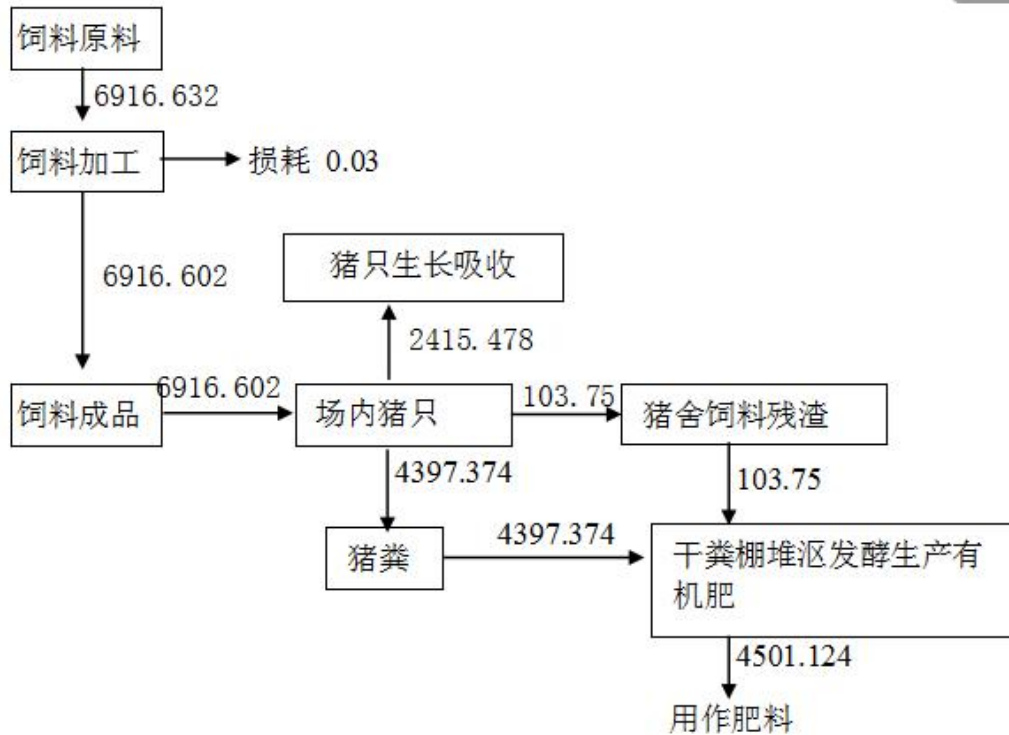 饲料原料
6916.632
饲料加工
损耗 0.03
6916.602
猪只生长吸收
2415.478
饲料成品
6916.602
场内猪只
103.75
猪舍饲料残渣
4397.374
103.75
猪粪
4397.374
干粪棚堆沤发酵生产有
机肥
4501.124
用作肥料